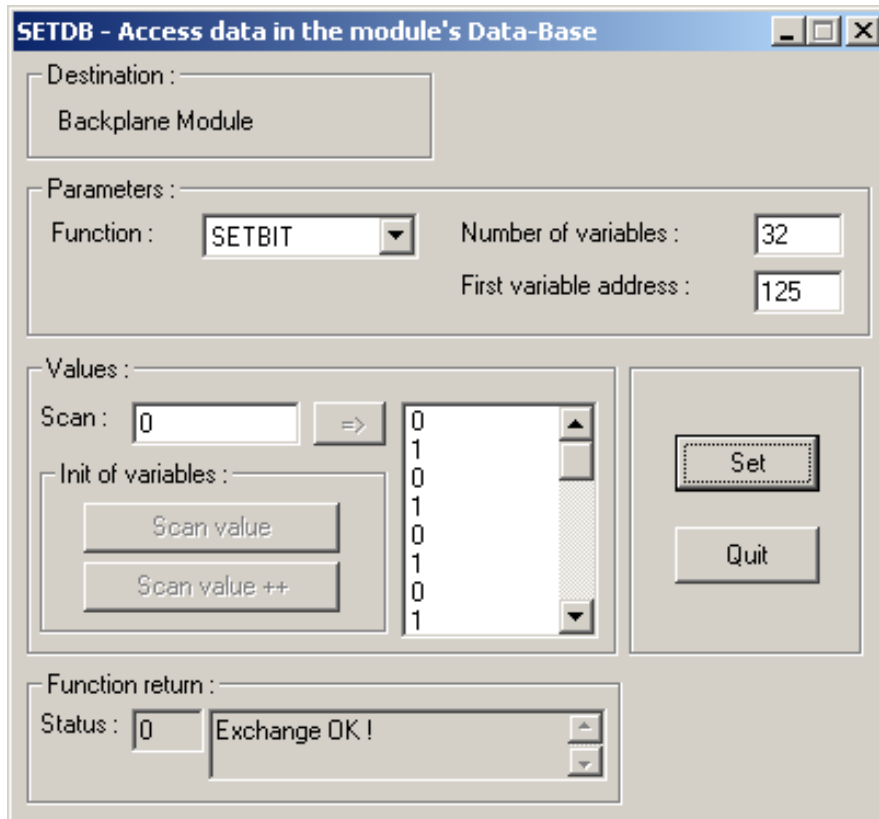 SETDB - Access data in the module's Data-Base
Destination :
Backplane Module
Parameters :
Function : SETBIT Number of variables : 32
First variable address : 125
Values :
Scan : 0 =>
0
1
0
1
0
1
0
1
Init of variables :
Scan value
Scan value ++
Set
Quit
Function return :
Status : 0 Exchange OK !